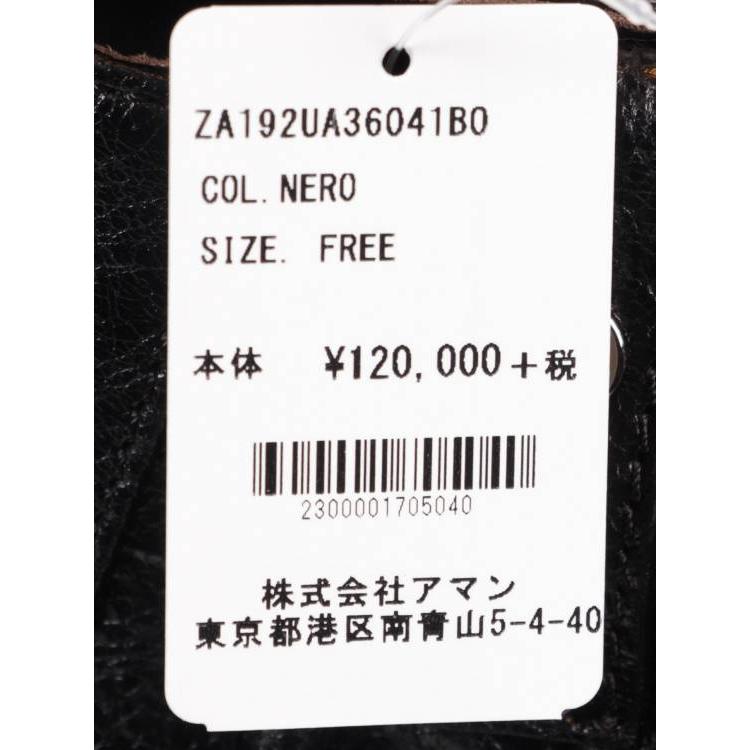 ZA192UA36041B0
COL.NERO
SIZE. FREE
本体 ¥120,000+税
2300001705040
株式会社アマン
東京都港区南青山5-4-40